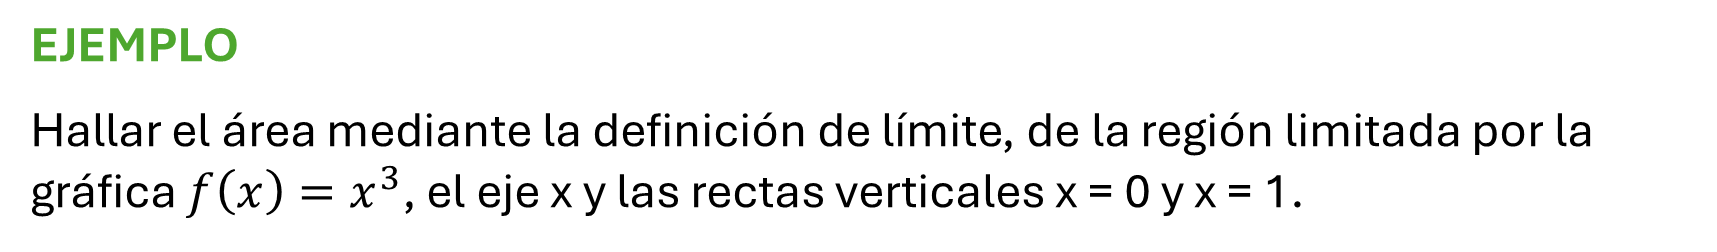 EJEMPLO
Hallar el área mediante la definición de límite, de la región limitada por la
gráfica f(x) = x³, el eje x y las rectas verticales x = 0 y x = 1.